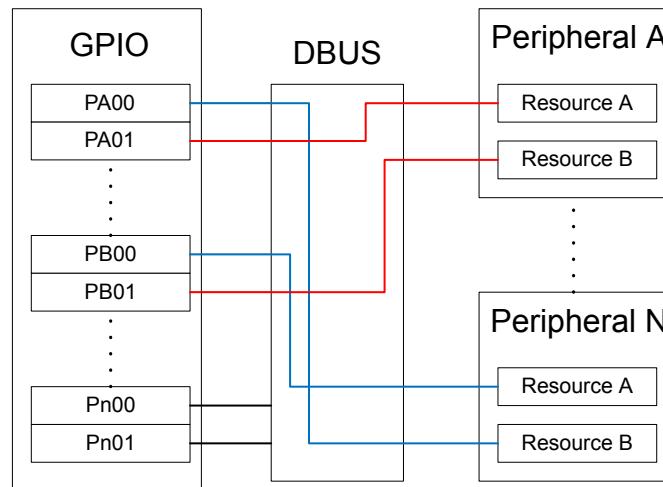 GPIO
PA00
PA01
PB00
PB01
Pn00
Pn01
DBUS
Peripheral A
Resource A
Resource B
Peripheral N
Resource A
Resource B